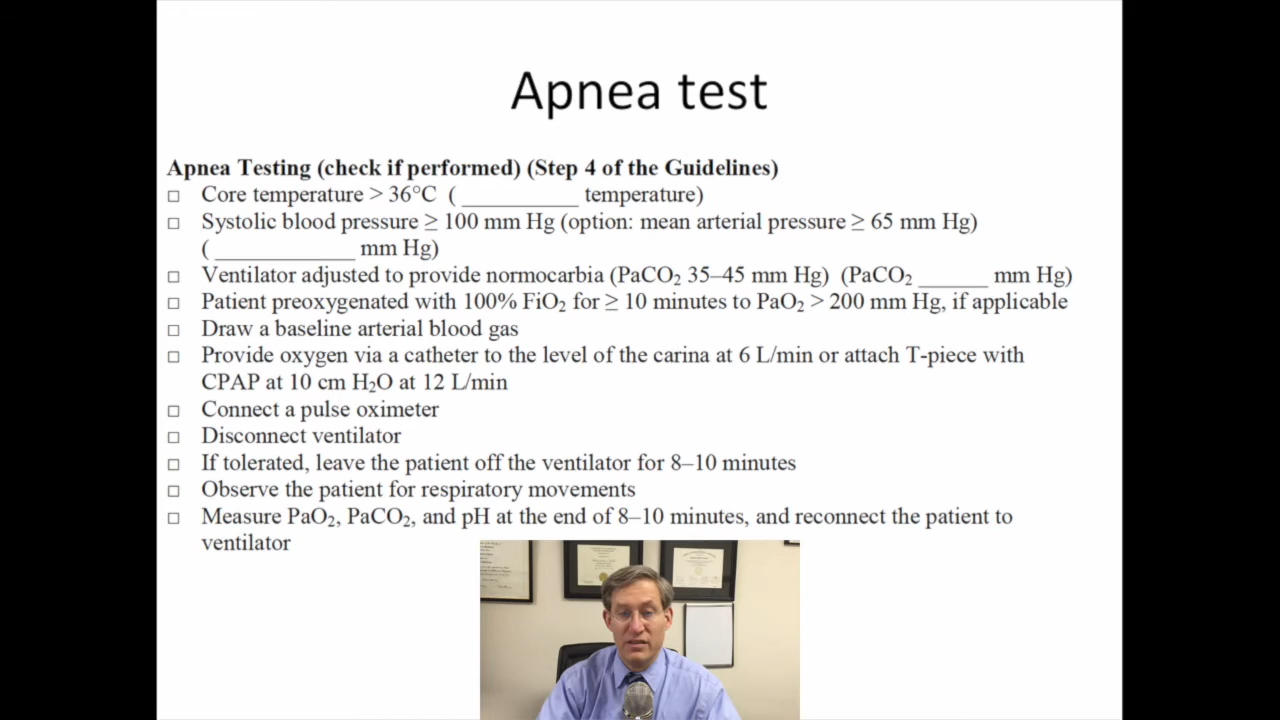 Apnea test
Apnea Testing (check if performed) (Step 4 of the Guidelines)
□ Core temperature > 36°C ( __________ temperature)
□ Systolic blood pressure ≥ 100 mm Hg (option: mean arterial pressure ≥ 65 mm Hg)
( ____________ mm Hg)
□ Ventilator adjusted to provide normocarbia (PaCO₂ 35–45 mm Hg) (PaCO₂ ______ mm Hg)
□ Patient preoxygenated with 100% FiO₂ for ≥ 10 minutes to PaO₂ > 200 mm Hg, if applicable
□ Draw a baseline arterial blood gas
□ Provide oxygen via a catheter to the level of the carina at 6 L/min or attach T-piece with
CPAP at 10 cm H₂O at 12 L/min
□ Connect a pulse oximeter
□ Disconnect ventilator
□ If tolerated, leave the patient off the ventilator for 8–10 minutes
□ Observe the patient for respiratory movements
□ Measure PaO₂, PaCO₂, and pH at the end of 8–10 minutes, and reconnect the patient to
ventilator